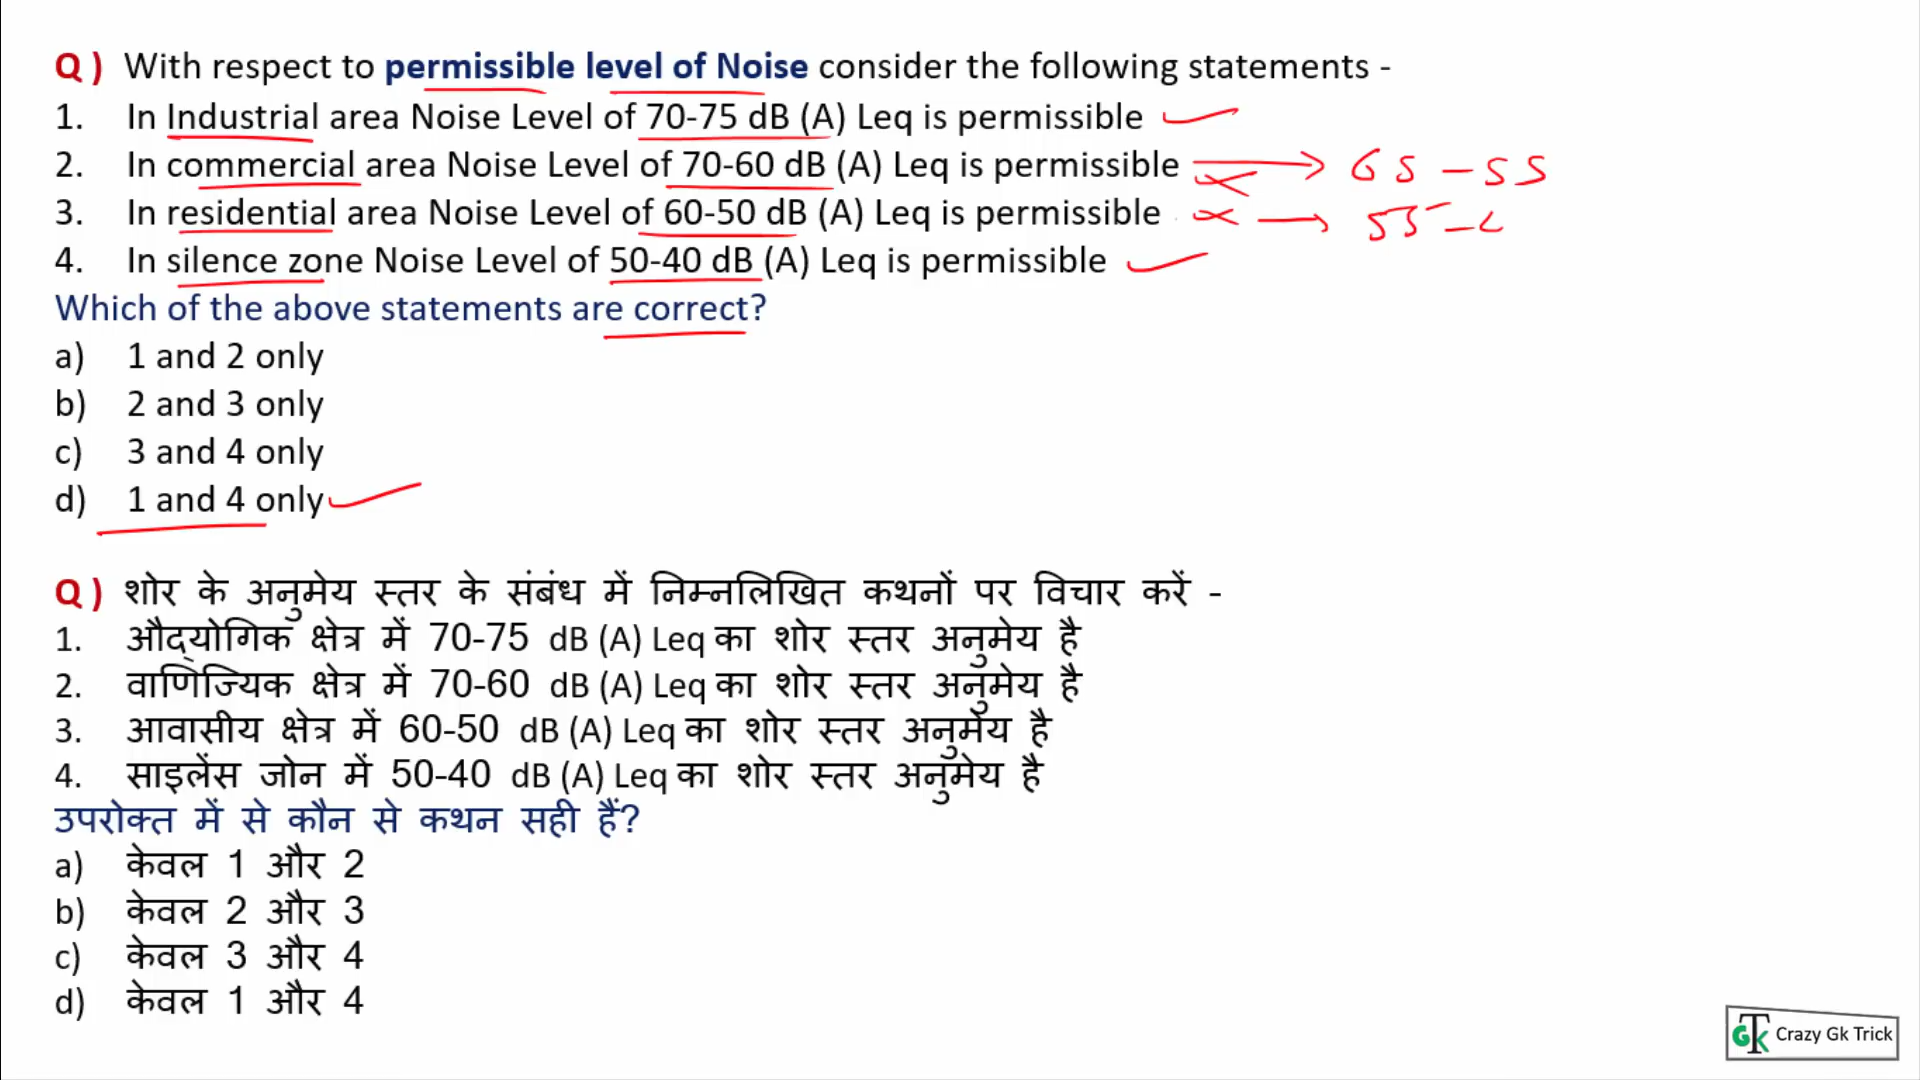 Q ) With respect to permissible level of Noise consider the following statements -
1. In Industrial area Noise Level of 70-75 dB (A) Leq is permissible
2. In commercial area Noise Level of 70-60 dB (A) Leq is permissible → 65 - 55
3. In residential area Noise Level of 60-50 dB (A) Leq is permissible × → 55 -
4. In silence zone Noise Level of 50-40 dB (A) Leq is permissible
Which of the above statements are correct?
a) 1 and 2 only
b) 2 and 3 only
c) 3 and 4 only
d) 1 and 4 only
Q ) शोर के अनुमेय स्तर के संबंध में निम्नलिखित कथनों पर विचार करें -
1. औद्योगिक क्षेत्र में 70-75 dB (A) Leq का शोर स्तर अनुमेय है
2. वाणिज्यिक क्षेत्र में 70-60 dB (A) Leq का शोर स्तर अनुमेय है
3. आवासीय क्षेत्र में 60-50 dB (A) Leq का शोर स्तर अनुमेय है
4. साइलेंस जोन में 50-40 dB (A) Leq का शोर स्तर अनुमेय है
उपरोक्त में से कौन से कथन सही हैं?
a) केवल 1 और 2
b) केवल 2 और 3
c) केवल 3 और 4
d) केवल 1 और 4
GTK Crazy Gk Trick